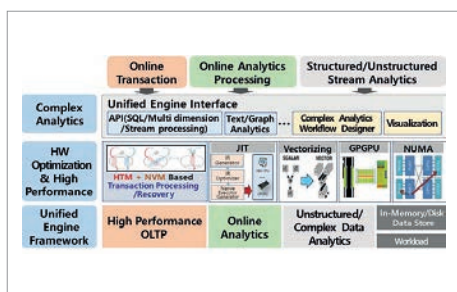 Online
Transaction
Online Analytics
Processing
Structured/Unstructured
Stream Analytics
Complex
Analytics
Unified Engine Interface
API(SQL/Multi dimension
/Stream processing)
Text/Graph
Analytics
...
Complex Analytics
Workflow Designer
Visualization
HW
Optimization
& High
Performance
HTM + NVM Based
Transaction Processing
/Recovery
JIT
Generator
Optimizer
Vectorizing
SCALAR
VECTOR
GPGPU
NUMA
Unified
Engine
Framework
High Performance
OLTP
Online
Analytics
Unstructured/
Complex Data
Analytics
In-Memory/Disk
Data Store
Workload